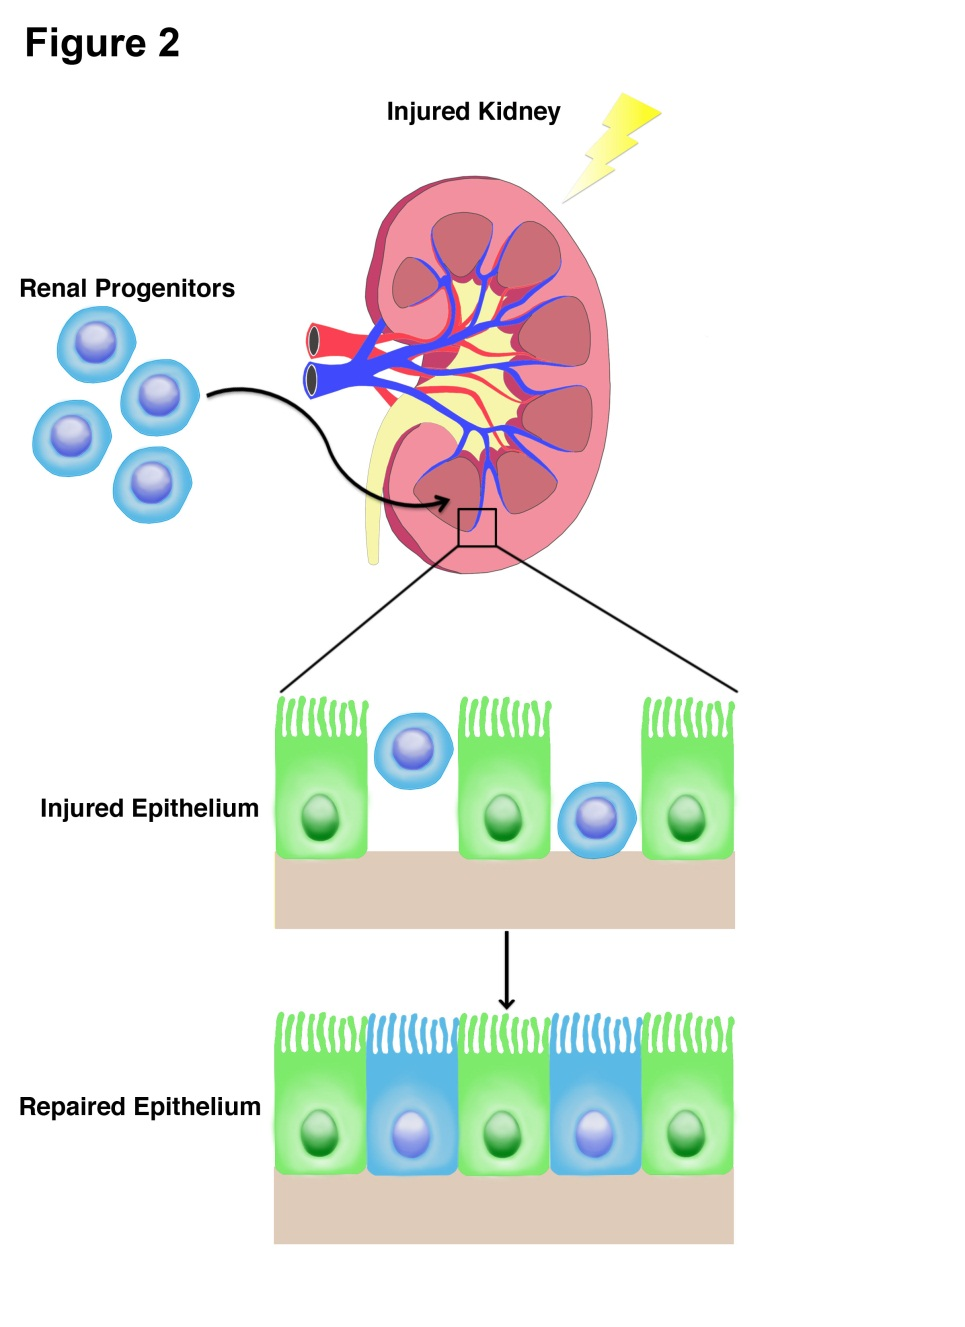 Figure 2
Injured Kidney
Renal Progenitors
Injured Epithelium
Repaired Epithelium